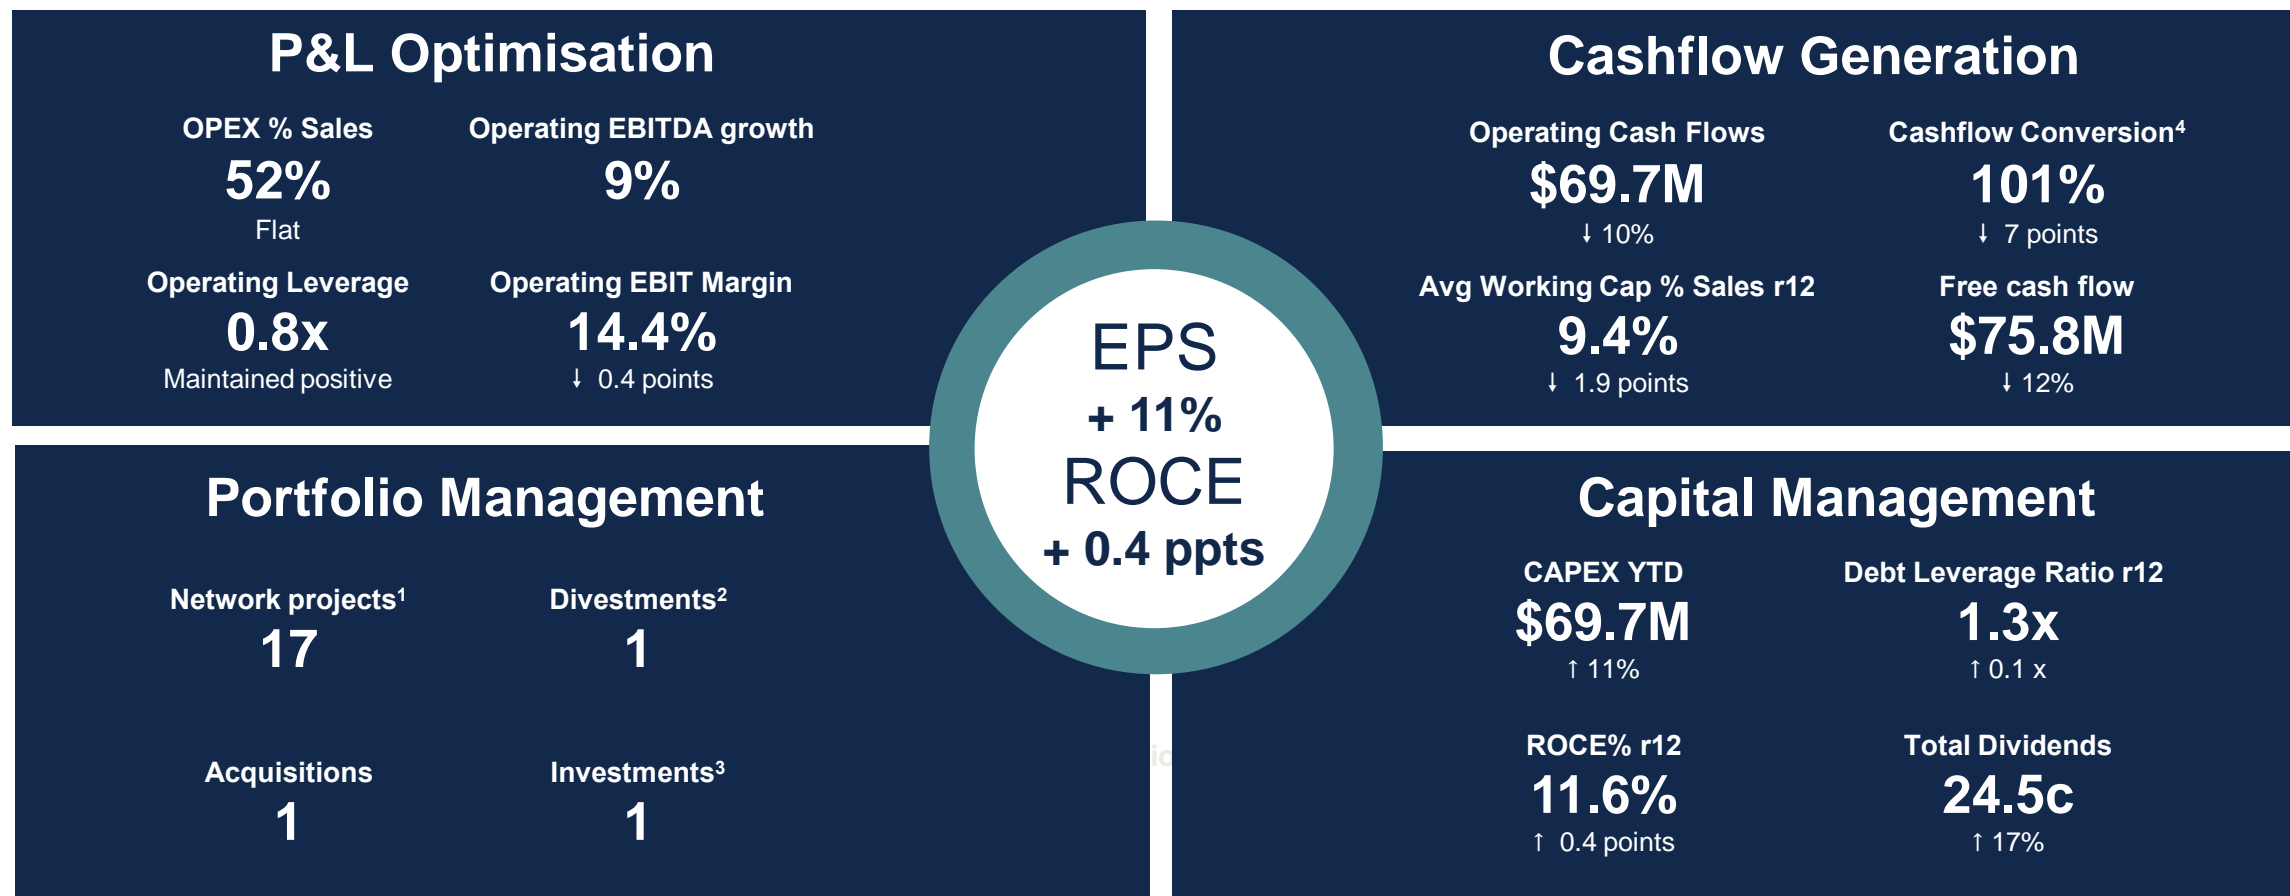 P&L Optimisation
OPEX % Sales
52%
Flat
Operating EBITDA growth
9%
Operating Leverage
0.8x
Maintained positive
Operating EBIT Margin
14.4%
↓ 0.4 points
Cashflow Generation
Operating Cash Flows
$69.7M
↓ 10%
Cashflow Conversion⁴
101%
↓ 7 points
Avg Working Cap % Sales r12
9.4%
↓ 1.9 points
Free cash flow
$75.8M
↓ 12%
EPS
+ 11%
ROCE
+ 0.4 ppts
Portfolio Management
Network projects¹
17
Divestments²
1
Acquisitions
1
Investments³
1
Capital Management
CAPEX YTD
$69.7M
↑ 11%
Debt Leverage Ratio r12
1.3x
↑ 0.1 x
ROCE% r12
11.6%
↑ 0.4 points
Total Dividends
24.5c
↑ 17%